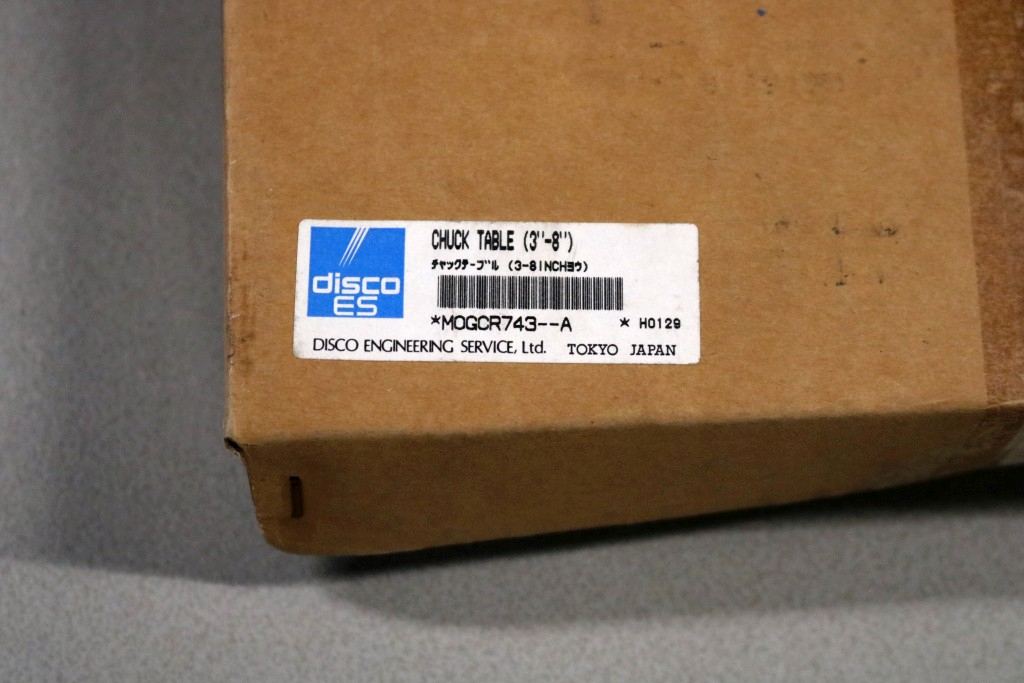 disco
ES
CHUCK TABLE (3"-8")
チャックテーブル (3-8INCHヨウ)
*MOGCR743--A * H0129
DISCO ENGINEERING SERVICE, Ltd. TOKYO JAPAN